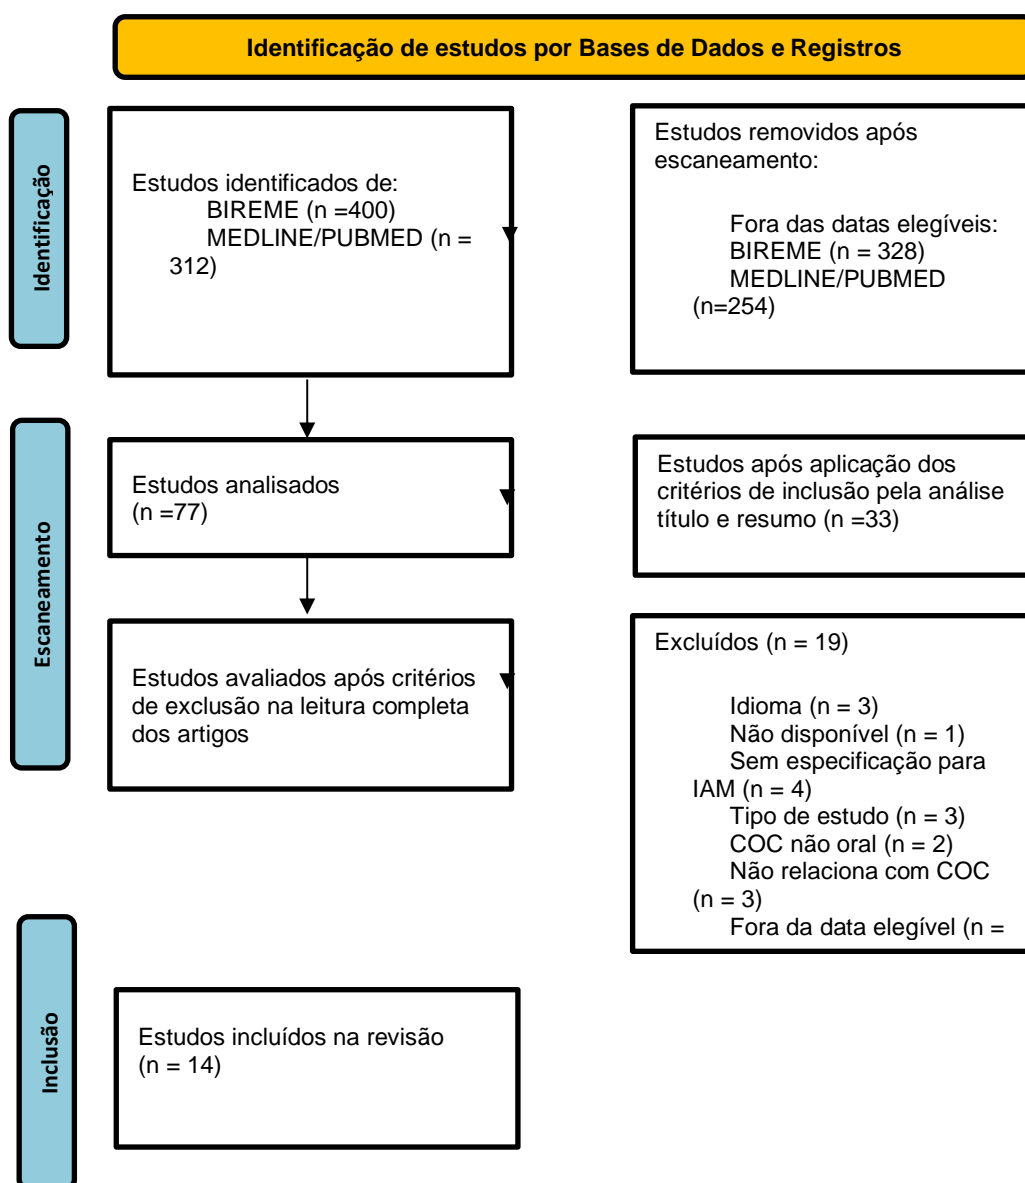 Identificação de estudos por Bases de Dados e Registros
Identificação
Estudos identificados de:
BIREME (n =400)
MEDLINE/PUBMED (n =
312)
Estudos removidos após
escaneamento:
Fora das datas elegíveis:
BIREME (n = 328)
MEDLINE/PUBMED
(n=254)
Escaneamento
Estudos analisados
(n =77)
Estudos após aplicação dos
critérios de inclusão pela análise
título e resumo (n =33)
Estudos avaliados após critérios
de exclusão na leitura completa
dos artigos
Excluídos (n = 19)
Idioma (n = 3)
Não disponível (n = 1)
Sem especificação para
IAM (n = 4)
Tipo de estudo (n = 3)
COC não oral (n = 2)
Não relaciona com COC
(n = 3)
Fora da data elegível (n =
Inclusão
Estudos incluídos na revisão
(n = 14)